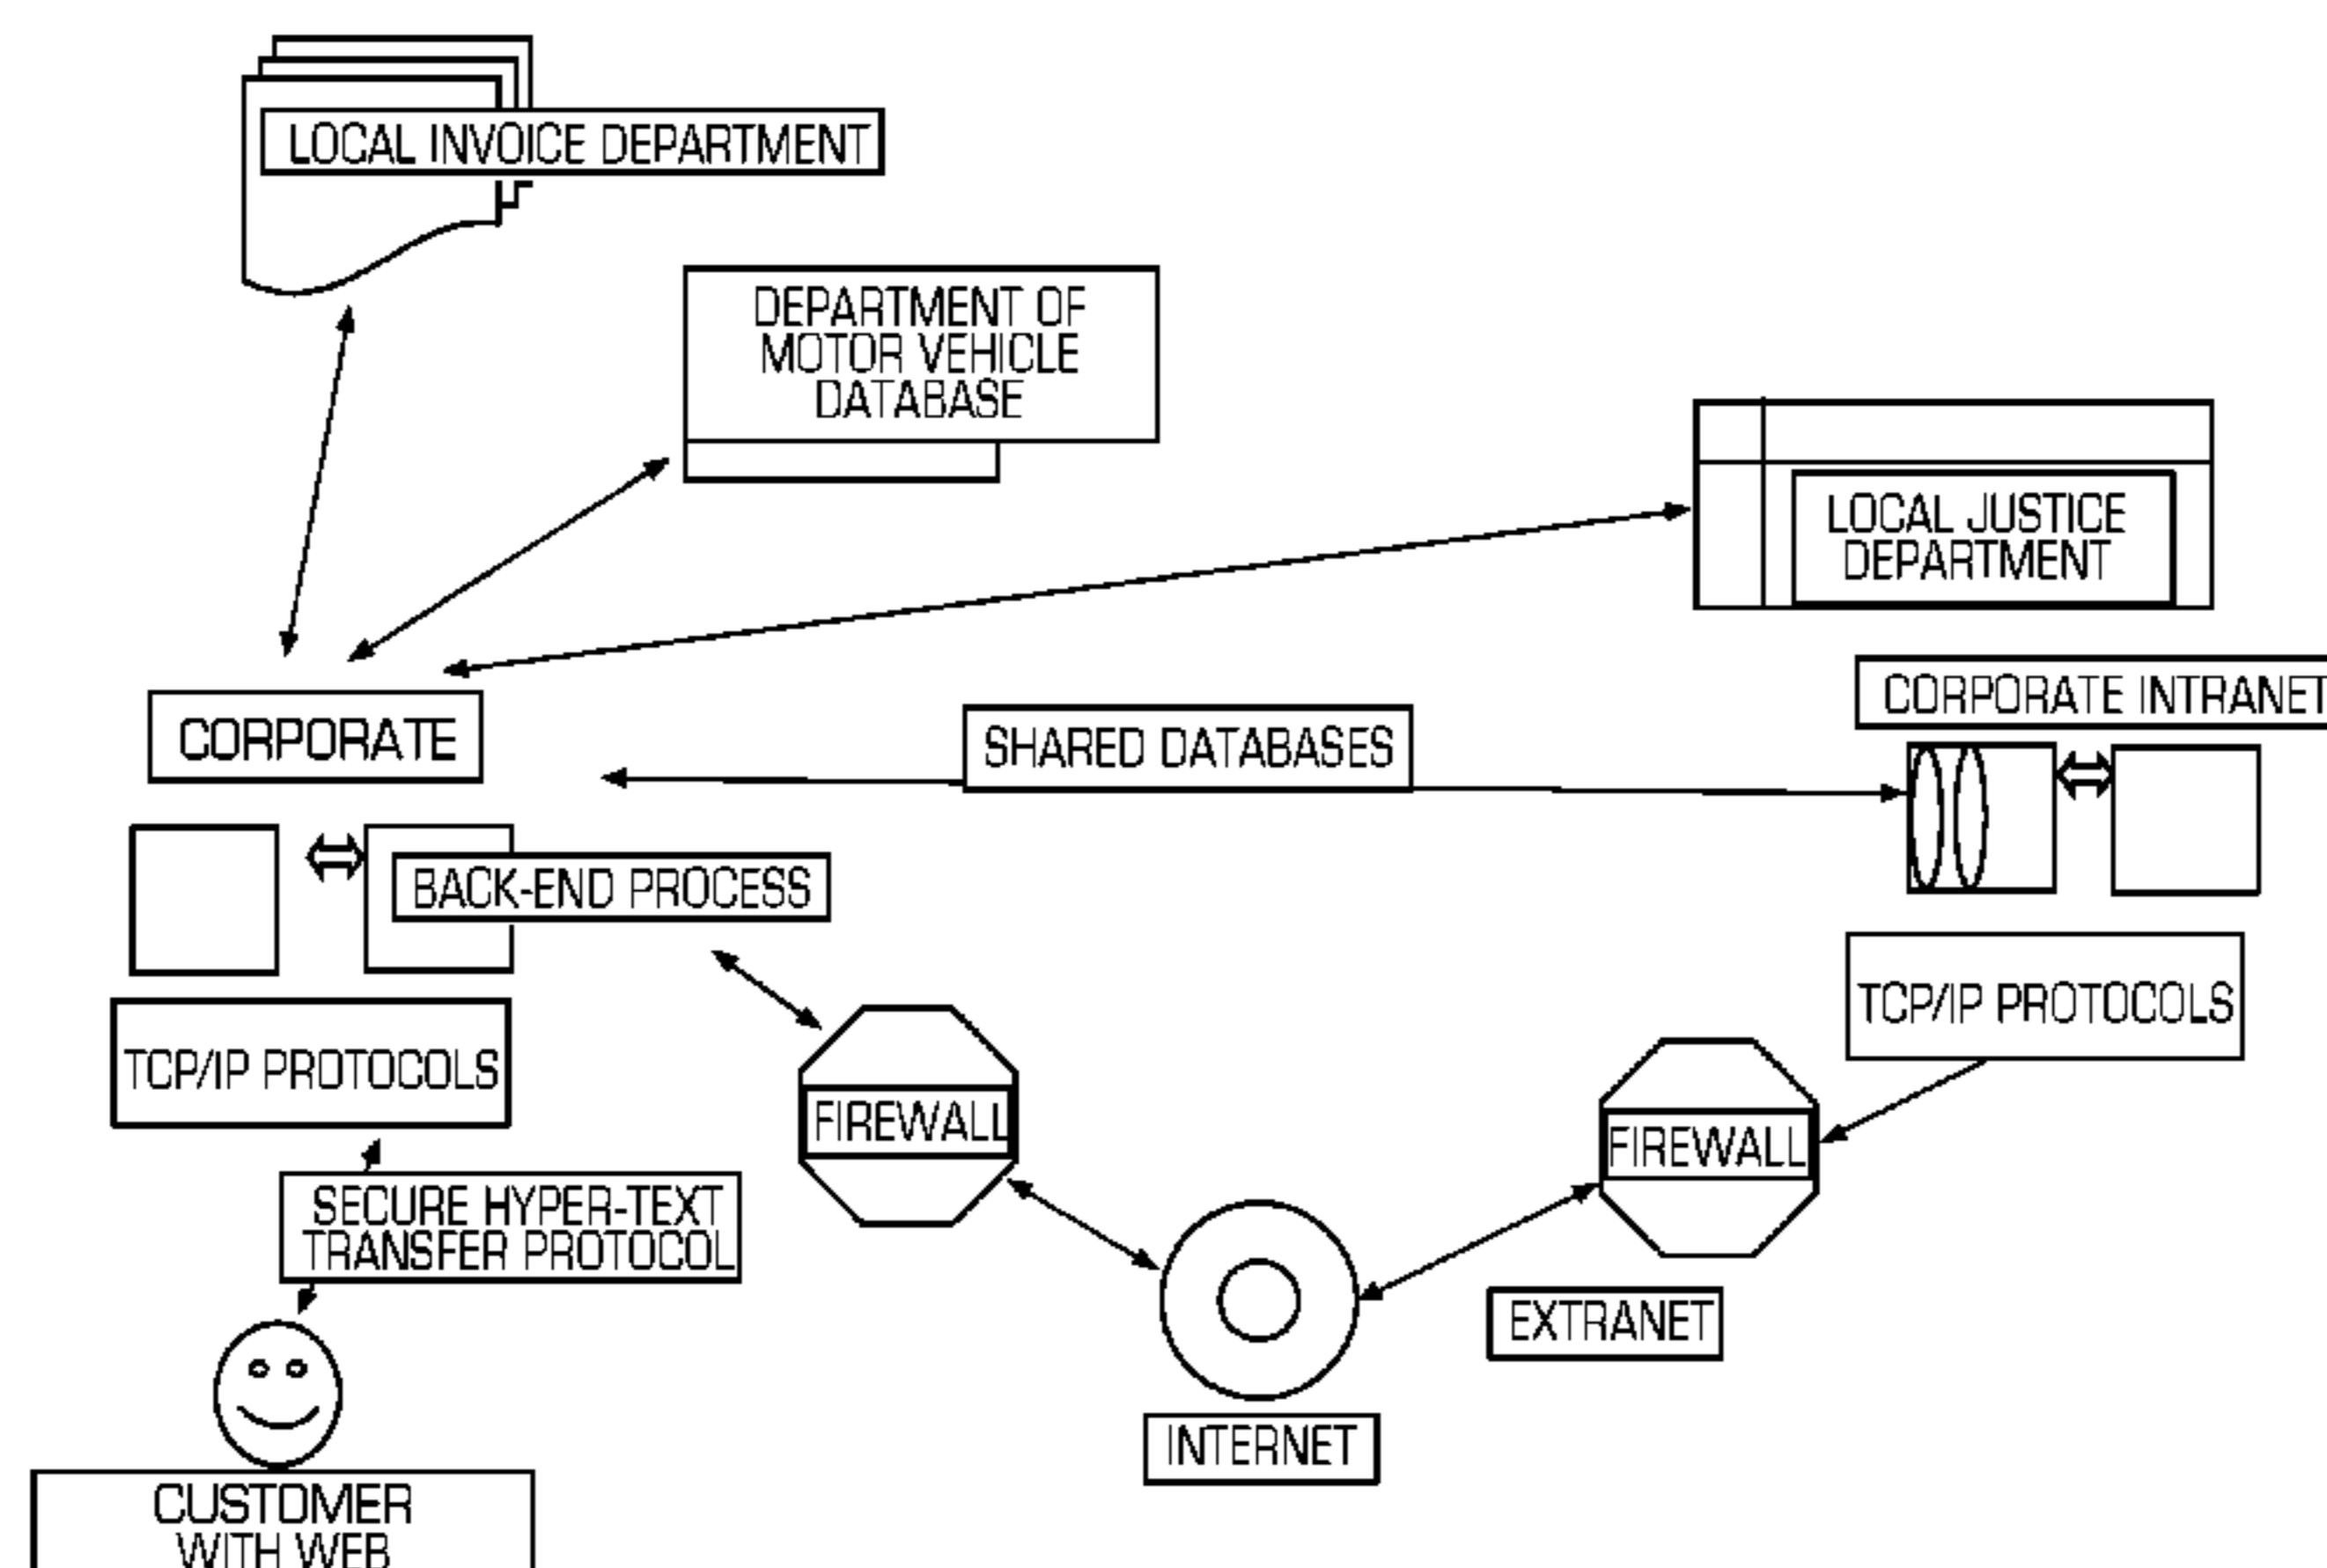 LOCAL INVOICE DEPARTMENT
DEPARTMENT OF
MOTOR VEHICLE
DATABASE
LOCAL JUSTICE
DEPARTMENT
CORPORATE INTRANET
CORPORATE
SHARED DATABASES
BACK-END PROCESS
TCP/IP PROTOCOLS
TCP/IP PROTOCOLS
FIREWALL
FIREWALL
SECURE HYPER-TEXT
TRANSFER PROTOCOL
EXTRANET
INTERNET
CUSTOMER
WITH WEB